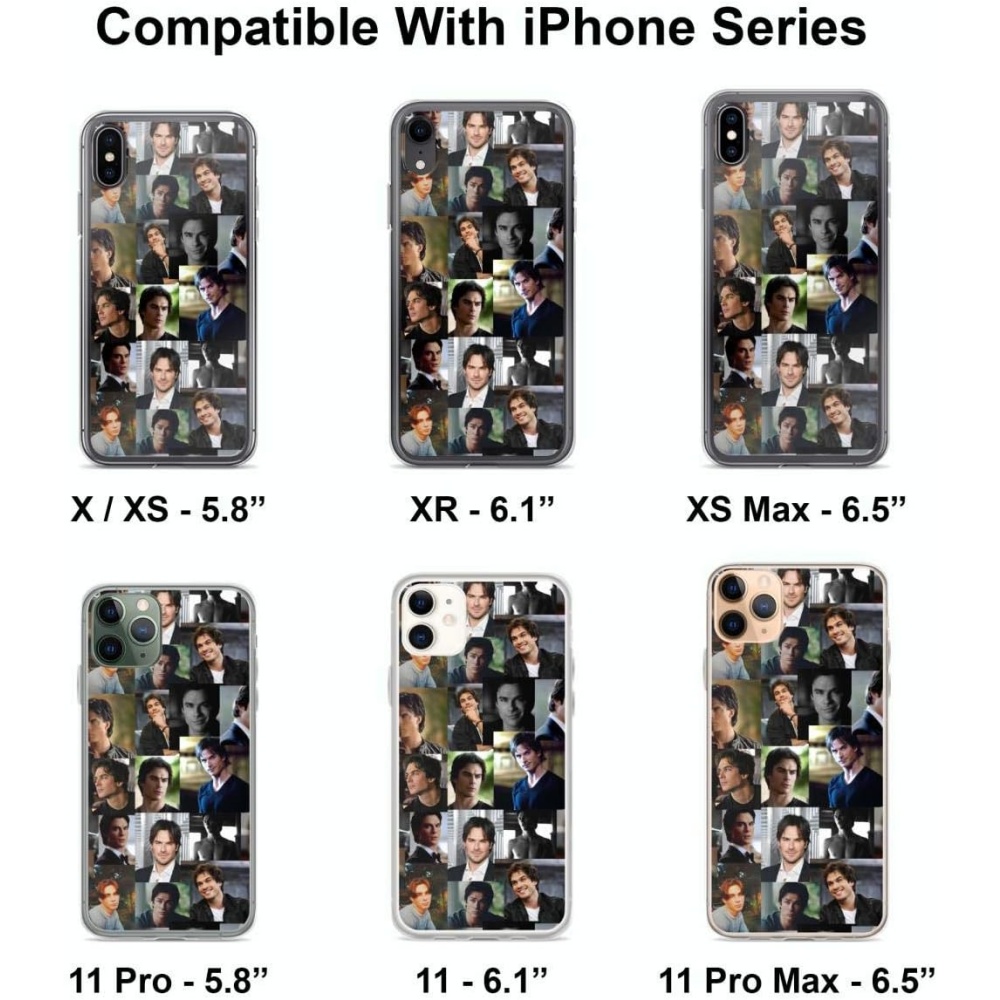 Compatible With iPhone Series
X / XS - 5.8”
XR - 6.1”
XS Max - 6.5”
11 Pro - 5.8”
11 - 6.1”
11 Pro Max - 6.5”